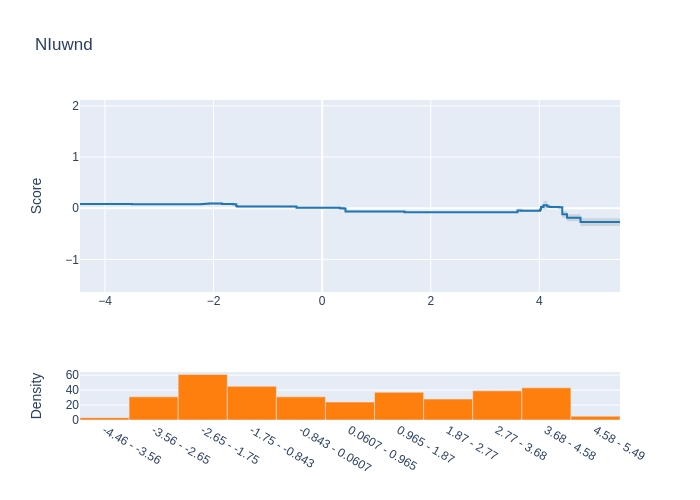 NIuwnd
Score
2
1
0
−1
−4
−2
0
2
4
Density
60
40
20
0
-4.46 - -3.56
-3.56 - -2.65
-2.65 - -1.75
-1.75 - -0.843
-0.843 - 0.0607
0.0607 - 0.965
0.965 - 1.87
1.87 - 2.77
2.77 - 3.68
3.68 - 4.58
4.58 - 5.49